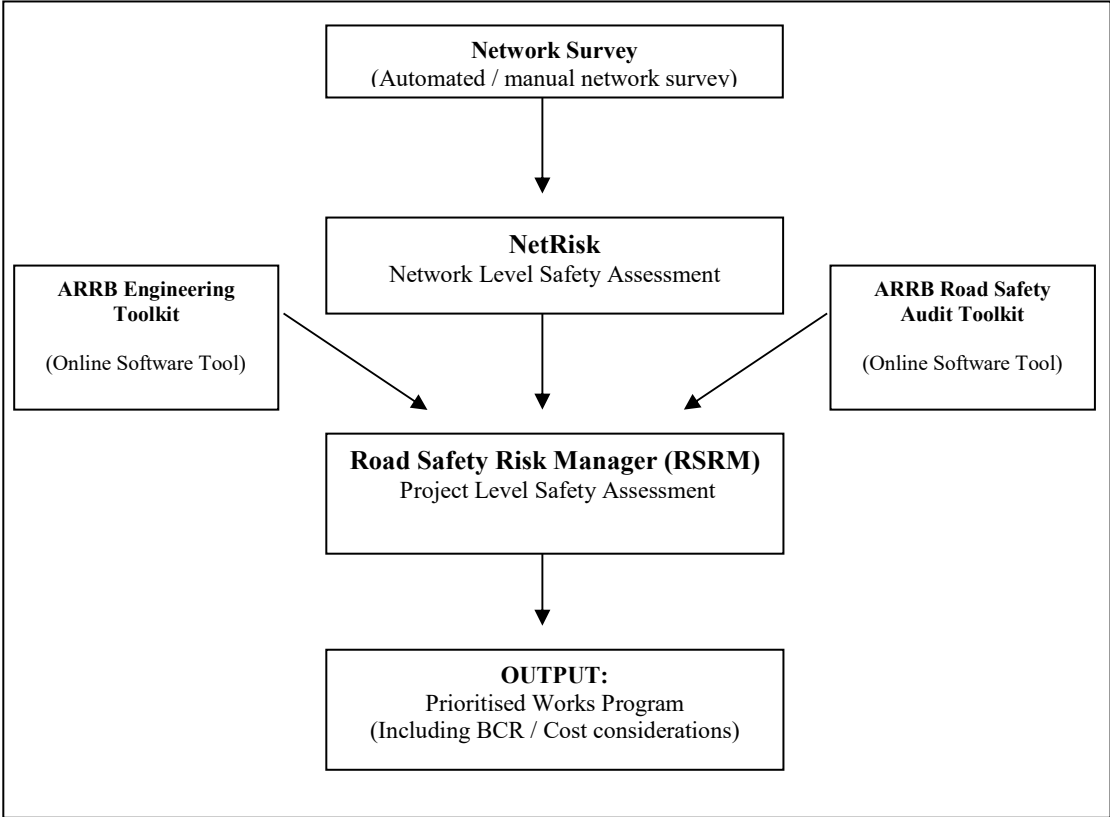 Network Survey
(Automated / manual network survey)
NetRisk
Network Level Safety Assessment
ARRB Engineering
Toolkit
(Online Software Tool)
ARRB Road Safety
Audit Toolkit
(Online Software Tool)
Road Safety Risk Manager (RSRM)
Project Level Safety Assessment
OUTPUT:
Prioritised Works Program
(Including BCR / Cost considerations)